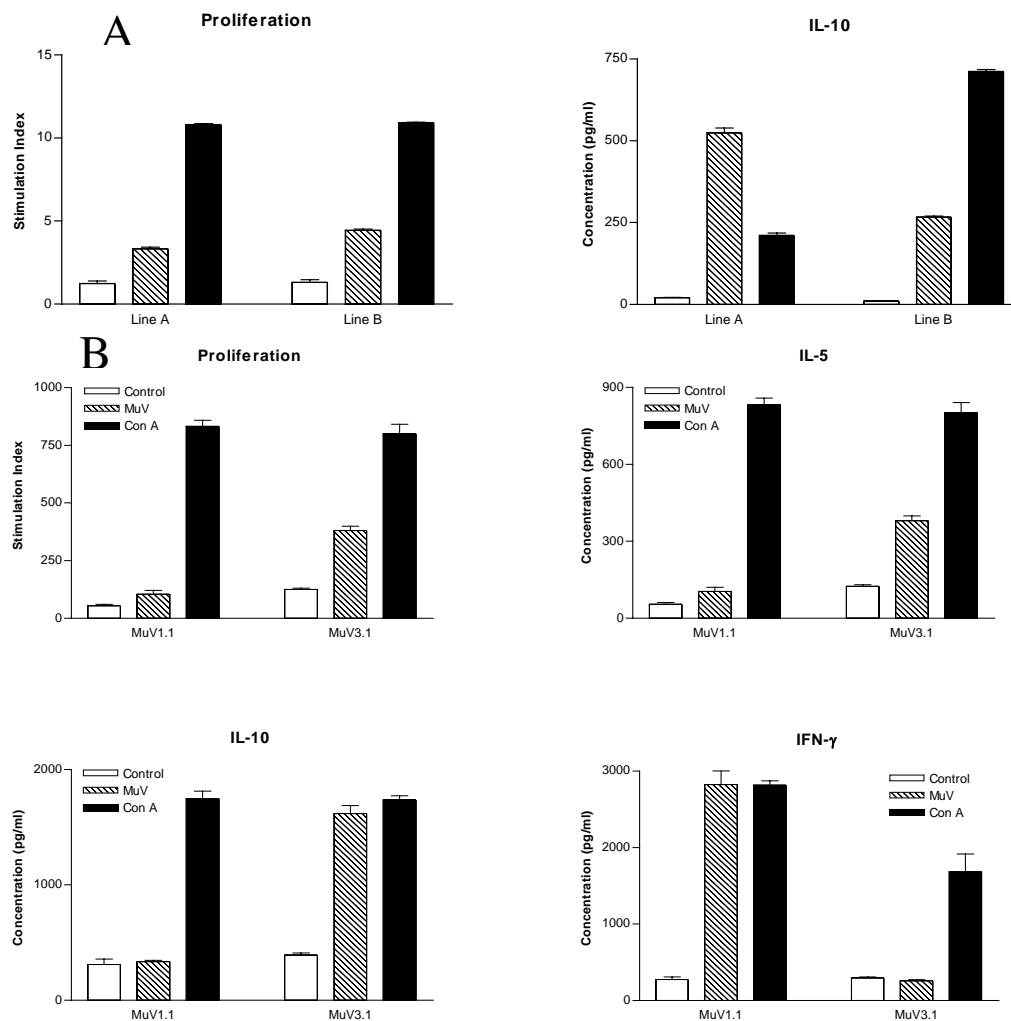 A
Proliferation
Stimulation Index
15
10
5
0
Line A
Line B
IL-10
Concentration (pg/ml)
750
500
250
0
Line A
Line B
B
Proliferation
Stimulation Index
1000
750
500
250
0
Control
MuV
Con A
MuV1.1
MuV3.1
IL-5
Concentration (pg/ml)
900
600
300
0
Control
MuV
Con A
MuV1.1
MuV3.1
IL-10
Concentration (pg/ml)
2000
1000
0
Control
MuV
Con A
MuV1.1
MuV3.1
IFN-γ
Concentration (pg/ml)
3000
2000
1000
0
Control
MuV
Con A
MuV1.1
MuV3.1